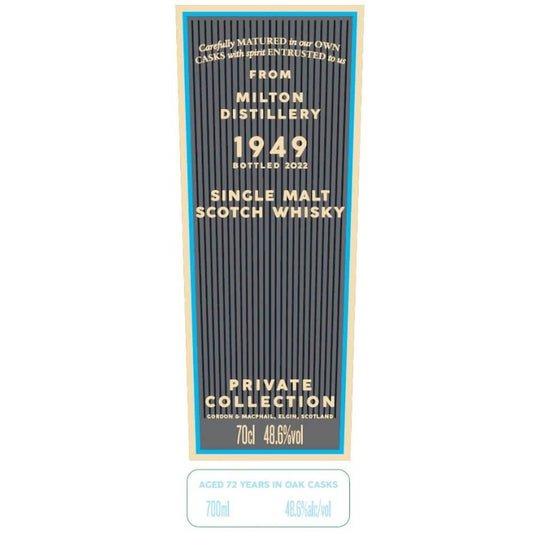 Carefully MATURED in our OWN
CASKS with spirit ENTRUSTED to us
FROM
MILTON
DISTILLERY
1949
BOTTLED 2022
SINGLE MALT
SCOTCH WHISKY
PRIVATE
COLLECTION
GORDON & MACPHAIL, ELGIN, SCOTLAND
70cl 48.6%vol
AGED 72 YEARS IN OAK CASKS
700ml 48.6%alc/vol